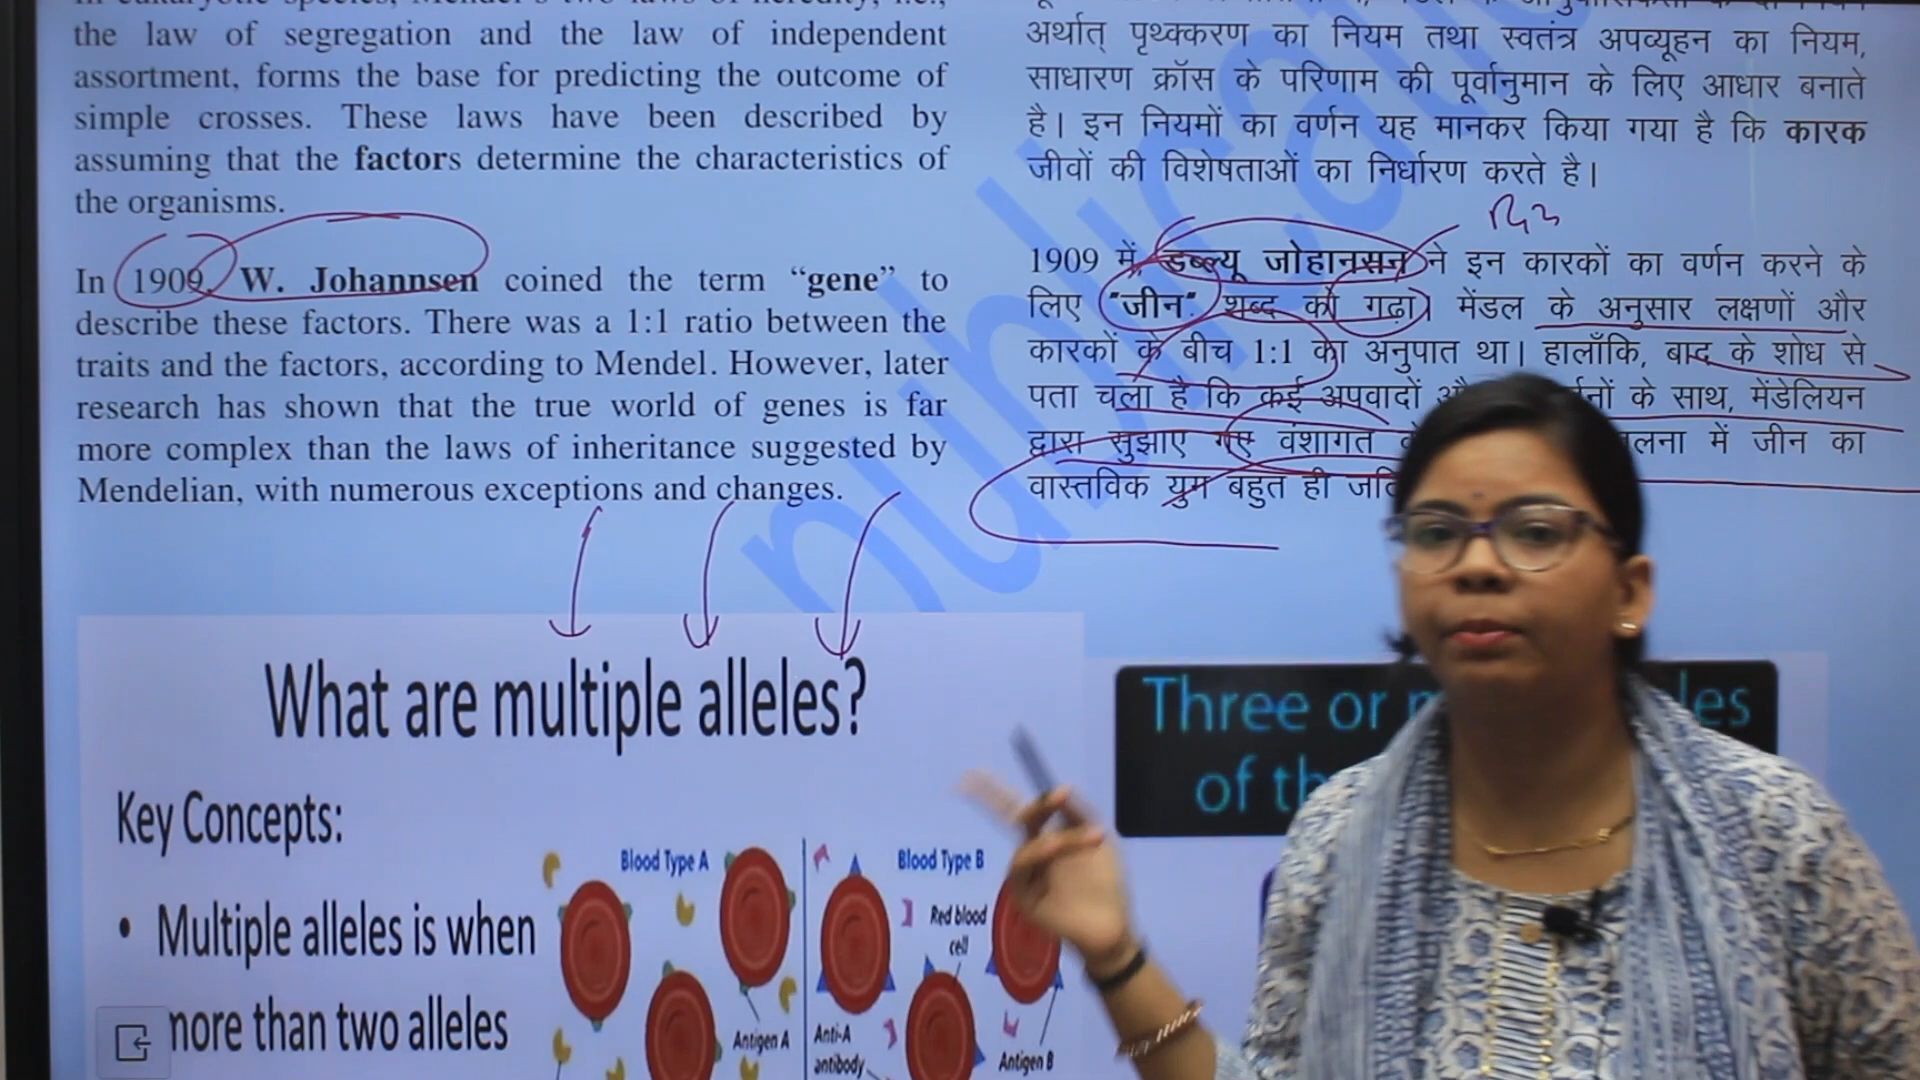 the law of segregation and the law of independent
assortment, forms the base for predicting the outcome of
simple crosses. These laws have been described by
assuming that the factors determine the characteristics of
the organisms.
In 1909, W. Johannsen coined the term “gene” to
describe these factors. There was a 1:1 ratio between the
traits and the factors, according to Mendel. However, later
research has shown that the true world of genes is far
more complex than the laws of inheritance suggested by
Mendelian, with numerous exceptions and changes.
अर्थात् पृथ्क्करण का नियम तथा स्वतंत्र अपव्यूहन का नियम,
साधारण क्रॉस के परिणाम की पूर्वानुमान के लिए आधार बनाते
है। इन नियमों का वर्णन यह मानकर किया गया है कि कारक
जीवों की विशेषताओं का निर्धारण करते है।
1909 में, डब्ल्यू जोहानसन ने इन कारकों का वर्णन करने के
लिए "जीन" शब्द को गढ़ा। मेंडल के अनुसार लक्षणों और
कारकों के बीच 1:1 का अनुपात था। हालाँकि, बाद के शोध से
पता चला है कि कई अपवादों के साथ, मेंडेलियन
द्वारा सुझाए गए वंशागत में जीन का
वास्तविक युग बहुत ही
What are multiple alleles?
Key Concepts:
• Multiple alleles is when
more than two alleles
Blood Type A
Antigen A
Blood Type B
Red blood
cell
Anti-A
antibody
Antigen B
Three or
of